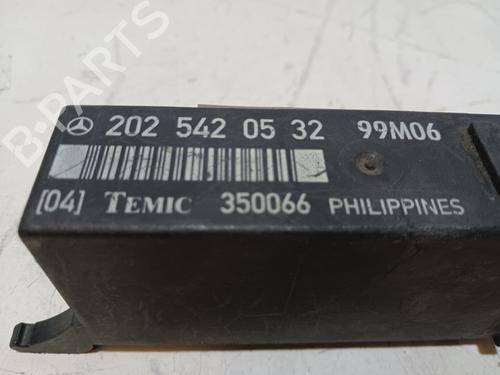 B-PARTS
202 542 05 32 99M06
[04] TEMIC 350066 PHILIPPINES